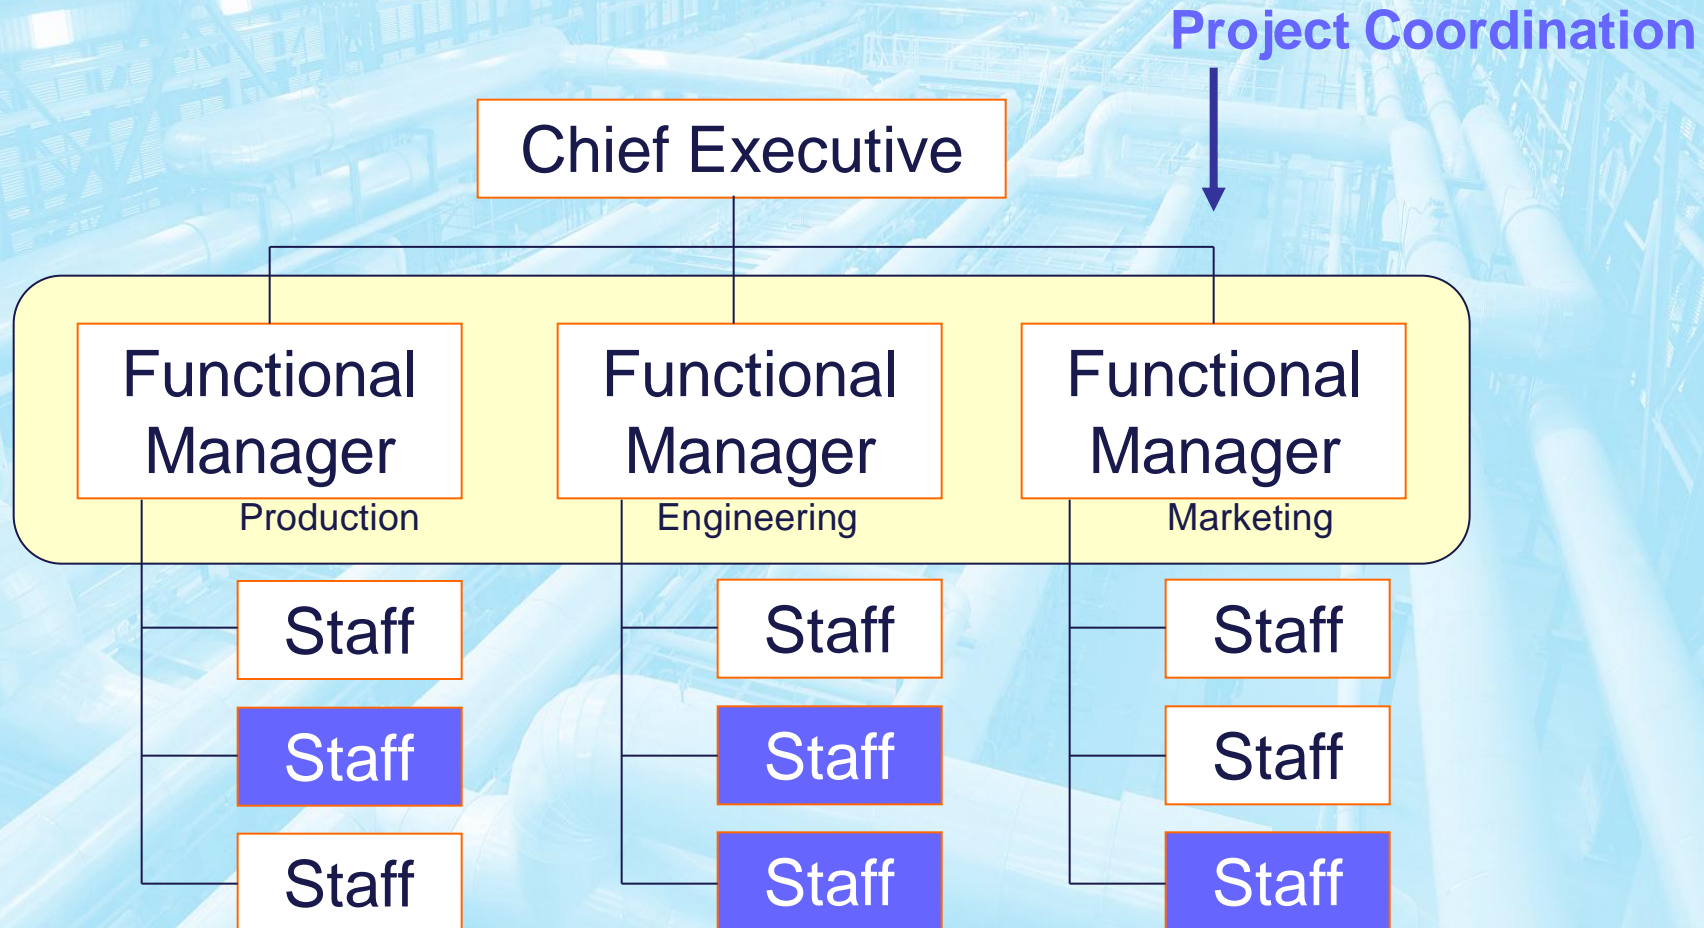 Project Coordination
Chief Executive
Functional
Manager
Production
Functional
Manager
Engineering
Functional
Manager
Marketing
Staff
Staff
Staff
Staff
Staff
Staff
Staff
Staff
Staff